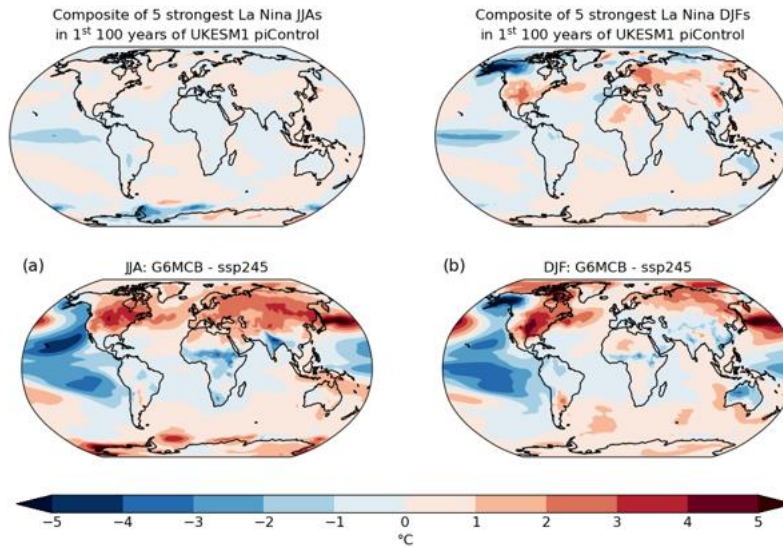 Composite of 5 strongest La Nina JJAs
in 1st 100 years of UKESM1 piControl
Composite of 5 strongest La Nina DJFs
in 1st 100 years of UKESM1 piControl
(a)
JJA: G6MCB - ssp245
(b)
DJF: G6MCB - ssp245
−5 −4 −3 −2 −1 0 1 2 3 4 5
°C